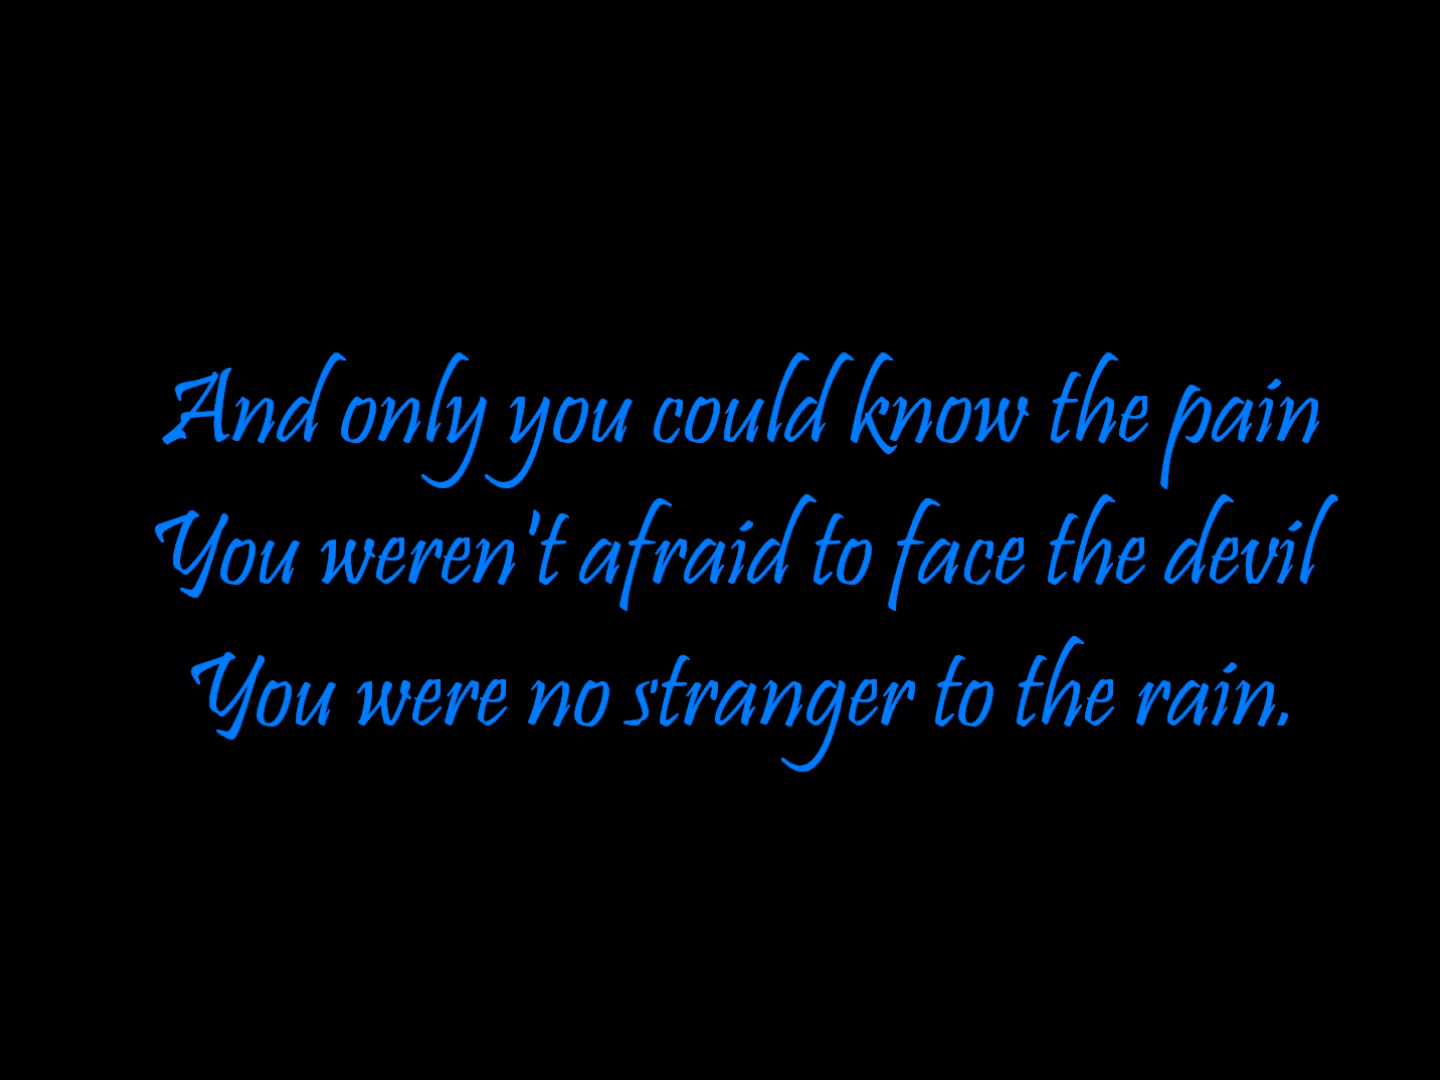 And only you could know the pain
You weren't afraid to face the devil
You were no stranger to the rain.